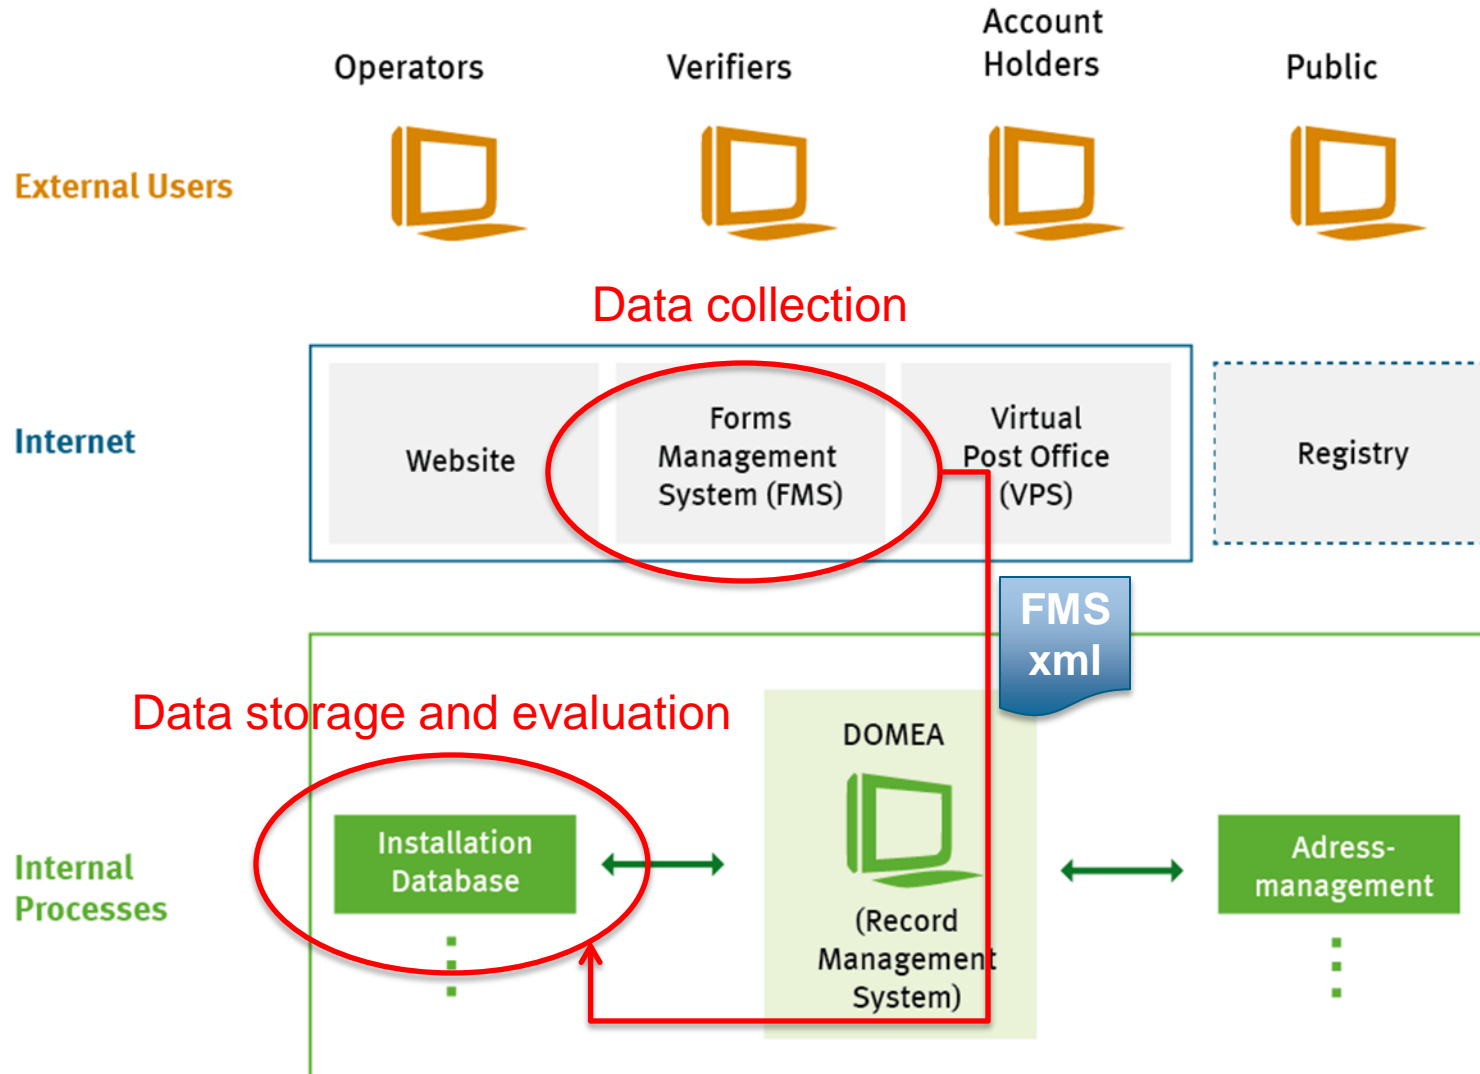 Operators
Verifiers
Account
Holders
Public
External Users
Data collection
Internet
Website
Forms
Management
System (FMS)
Virtual
Post Office
(VPS)
Registry
FMS
xml
Data storage and evaluation
DOMEA
Internal
Processes
Installation
Database
(Record
Management
System)
Adress-
management